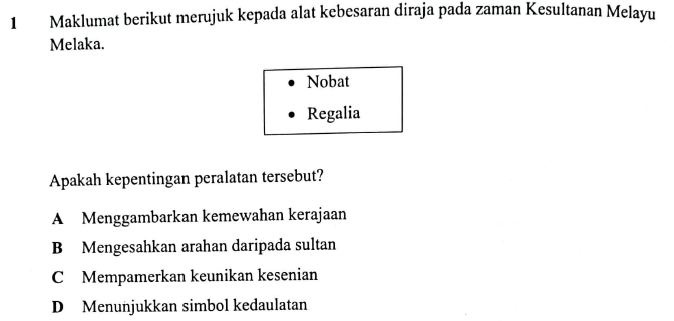 1 Maklumat berikut merujuk kepada alat kebesaran diraja pada zaman Kesultanan Melayu
Melaka.
• Nobat
• Regalia
Apakah kepentingan peralatan tersebut?
A Menggambarkan kemewahan kerajaan
B Mengesahkan arahan daripada sultan
C Mempamerkan keunikan kesenian
D Menunjukkan simbol kedaulatan